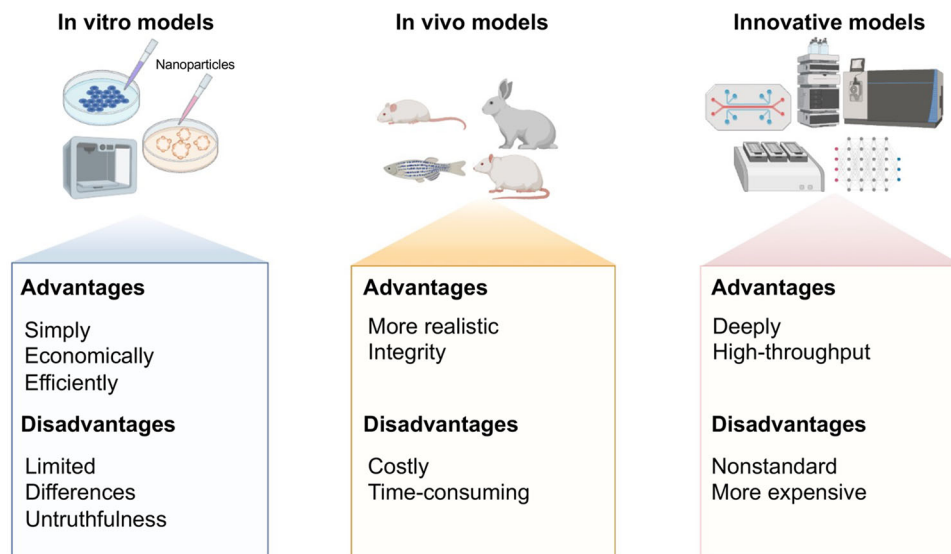 In vitro models
Nanoparticles
Advantages
Simply
Economically
Efficiently
Disadvantages
Limited
Differences
Untruthfulness
In vivo models
Advantages
More realistic
Integrity
Disadvantages
Costly
Time-consuming
Innovative models
Advantages
Deeply
High-throughput
Disadvantages
Nonstandard
More expensive